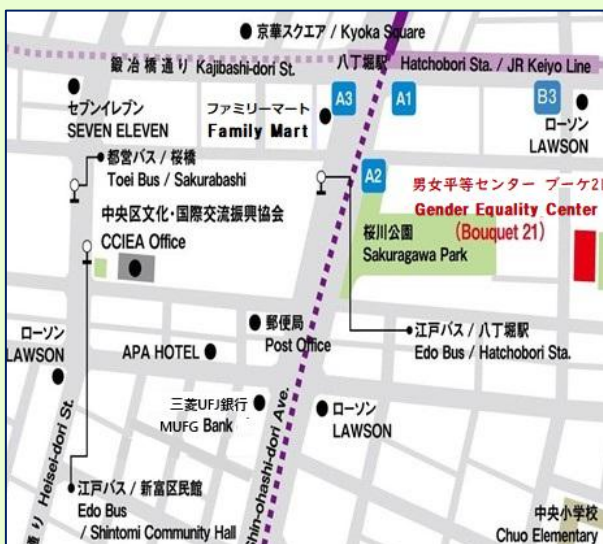 京華スクエア / Kyoka Square
鍛冶橋通り Kajibashi-dori St.
八丁堀駅 Hatchobori Sta. / JR Keiyo Line
A3
A1
B3
セブンイレブン
SEVEN ELEVEN
ファミリーマート
Family Mart
ローソン
LAWSON
都営バス / 桜橋
Toei Bus / Sakurabashi
A2
男女平等センター ブーケ2
Gender Equality Center
(Bouquet 21)
中央区文化・国際交流振興協会
CCIEA Office
桜川公園
Sakuragawa Park
郵便局
Post Office
江戸バス / 八丁堀駅
Edo Bus / Hatchobori Sta.
ローソン
LAWSON
APA HOTEL
三菱UFJ銀行
MUFG Bank
ローソン
LAWSON
通り Heisei-dori St.
Shin-ohashi-dori Ave.
江戸バス / 新富区民館
Edo Bus
/ Shintomi Community Hall
中央小学校
Chuo Elementary